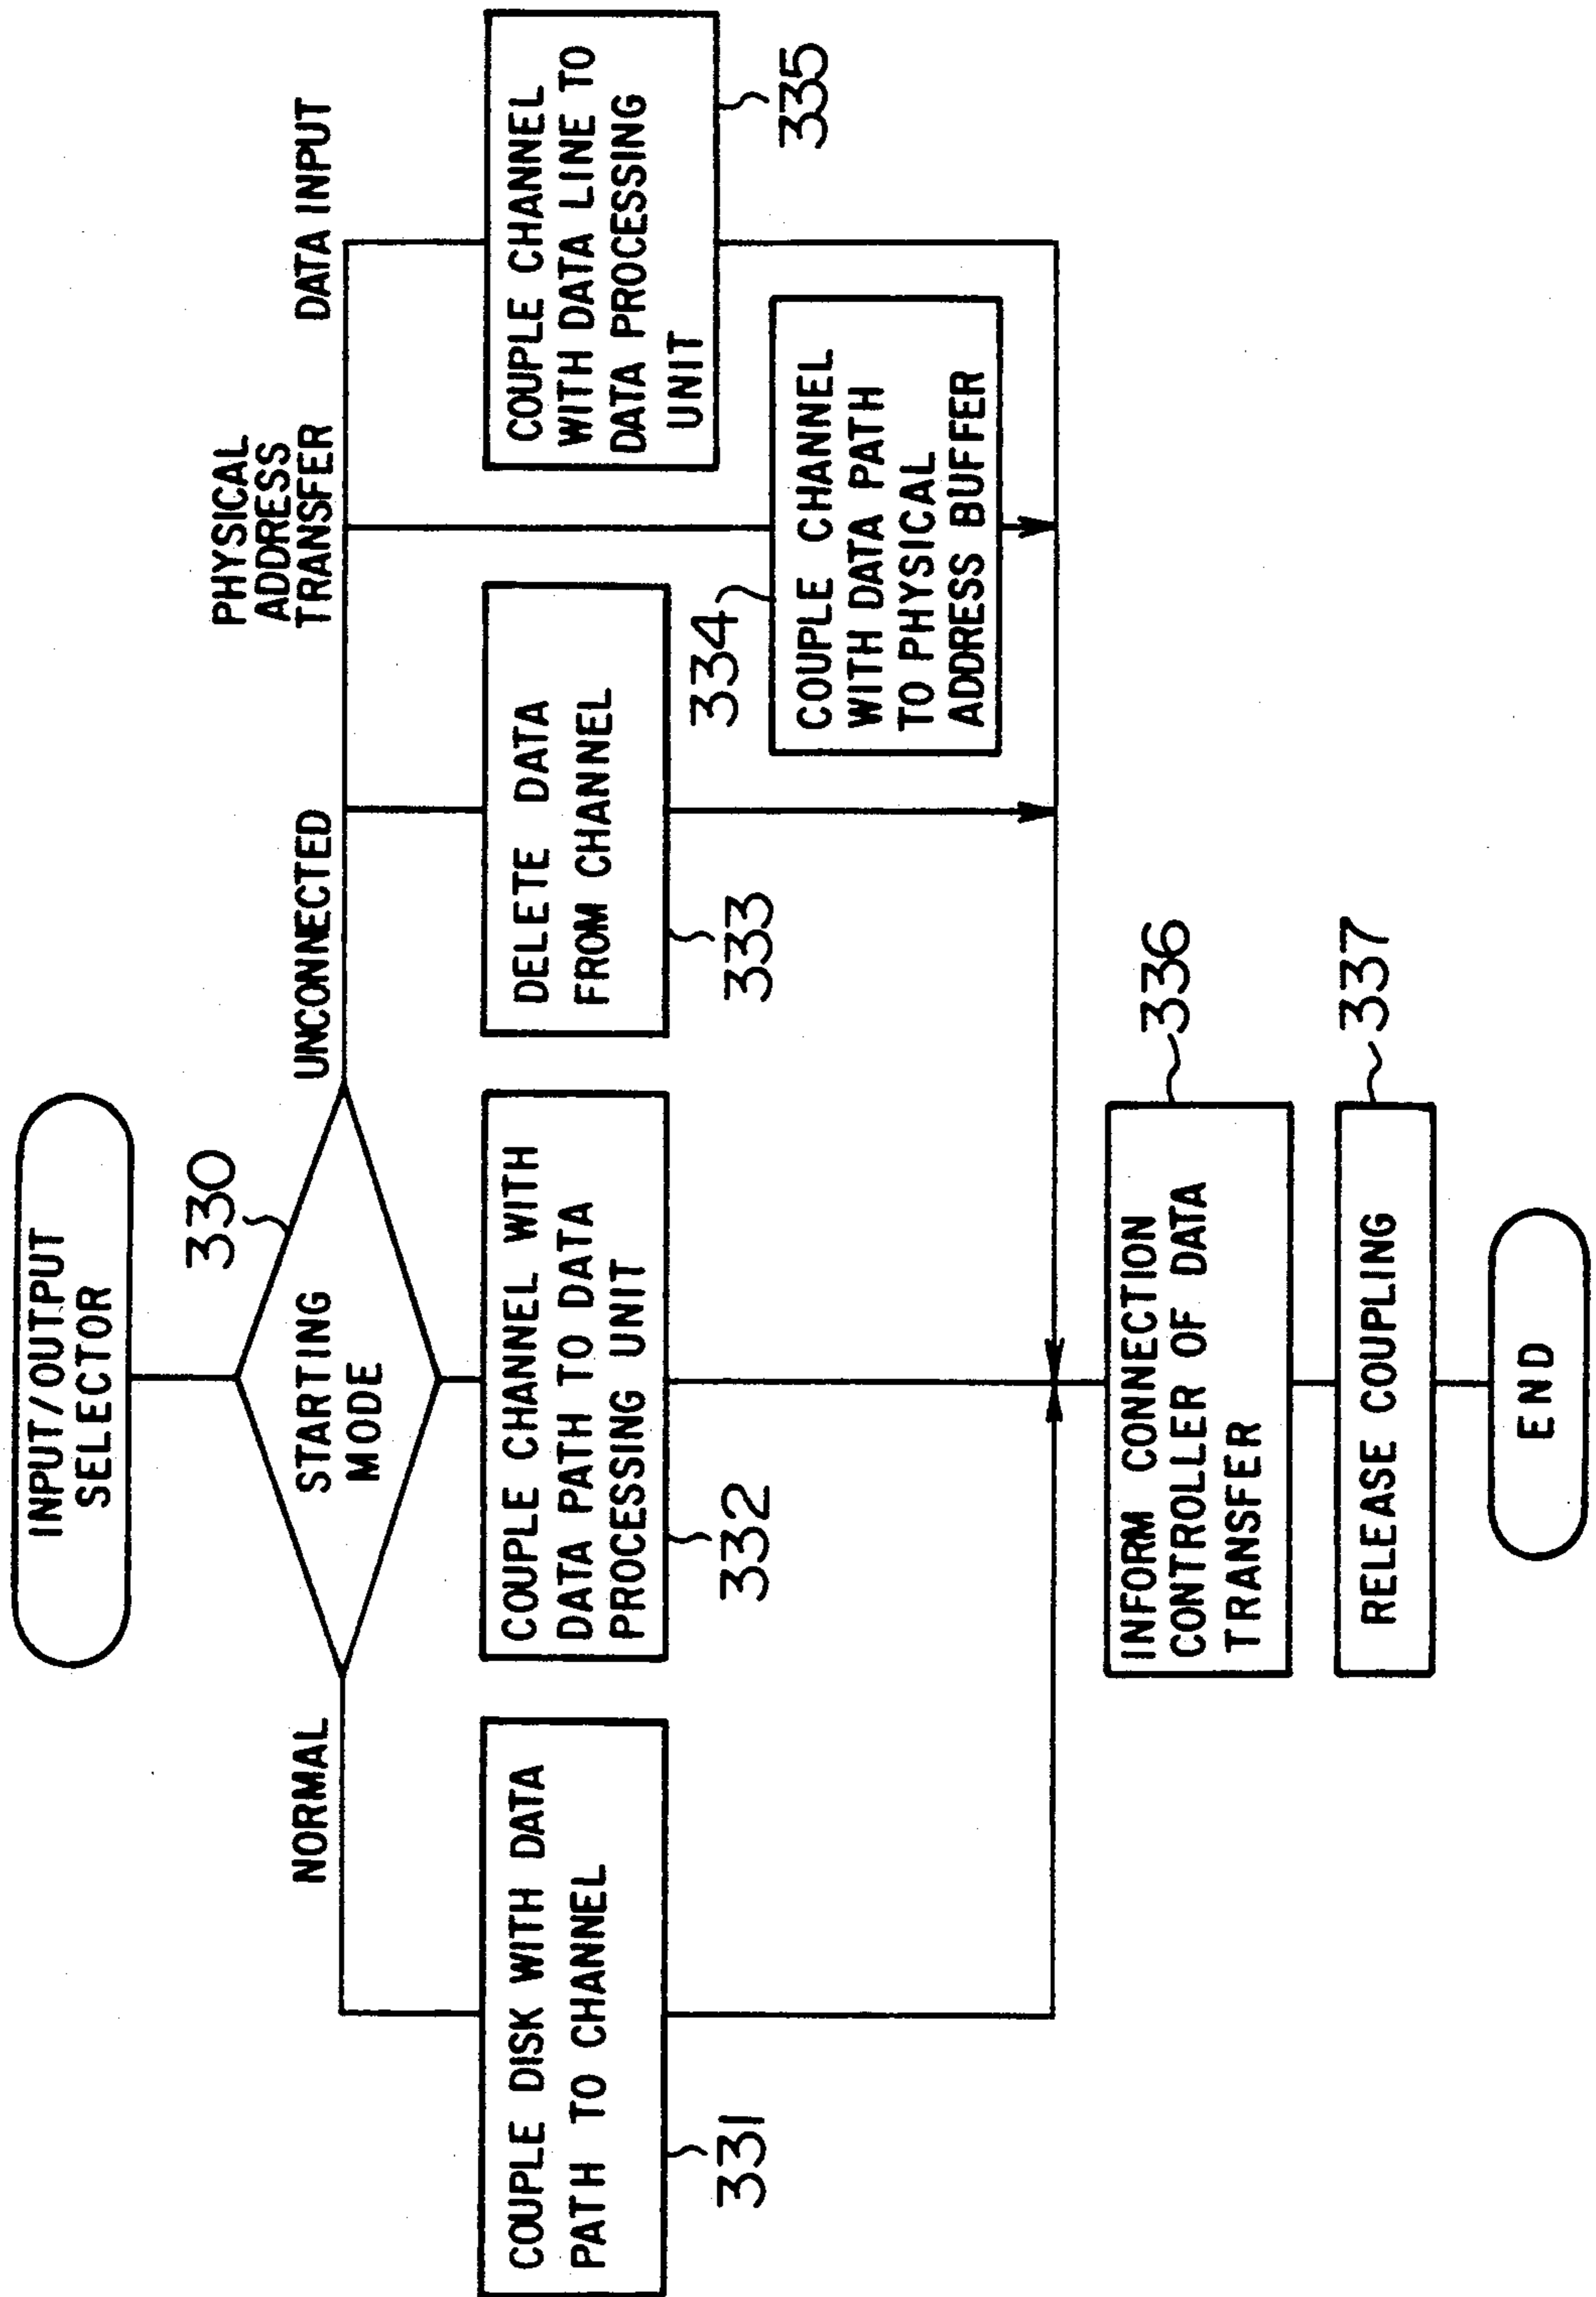 INPUT/OUTPUT
SELECTOR
330
STARTING
MODE
NORMAL
UNCONNECTED
PHYSICAL
ADDRESS
TRANSFER
DATA INPUT
COUPLE DISK WITH DATA
PATH TO CHANNEL
331
COUPLE CHANNEL WITH
DATA PATH TO DATA
PROCESSING UNIT
332
DELETE DATA
FROM CHANNEL
333
334
COUPLE CHANNEL
WITH DATA PATH
TO PHYSICAL
ADDRESS BUFFER
COUPLE CHANNEL
WITH DATA LINE TO
DATA PROCESSING
UNIT
335
INFORM CONNECTION
CONTROLLER OF DATA
TRANSFER
336
RELEASE COUPLING
337
END